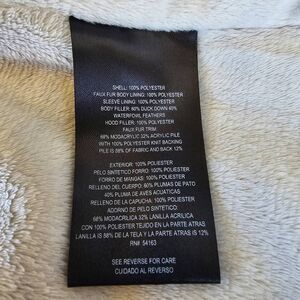 SHELL: 100% POLYESTER
FAUX FUR BODY LINING: 100% POLYESTER
SLEEVE LINING: 100% POLYESTER
BODY FILLER: 60% DUCK DOWN 40%
WATERFOWL FEATHERS
HOOD FILLER: 100% POLYESTER
FAUX FUR TRIM
68% MODACRYLIC 32% ACRYLIC PILE
WITH 100% POLYESTER KNIT BACKING
PILE IS 88% OF FABRIC AND BACK 12%
EXTERIOR: 100% POLIESTER
PELO SINTETICO FORRO: 100% POLIESTER
FORRO DE MANGAS: 100% POLIESTER
RELLENO DEL CUERPO: 60% PLUMAS DE PATO
40% PLUMA DE AVES ACUATICAS
RELLENO DE LA CAPUCHA: 100% POLIESTER
ADORNO DE PELO SINTETICO:
68% MODACRILICA 32% LANILLA ACRILICA
CON 100% POLIESTER TEJIDO EN LA PARTE ATRAS
LANILLA IS 88% DE LA TELA Y LA PARTE ATRAS IS 12%
RN# 54163
SEE REVERSE FOR CARE
CUIDADO AL REVERSO